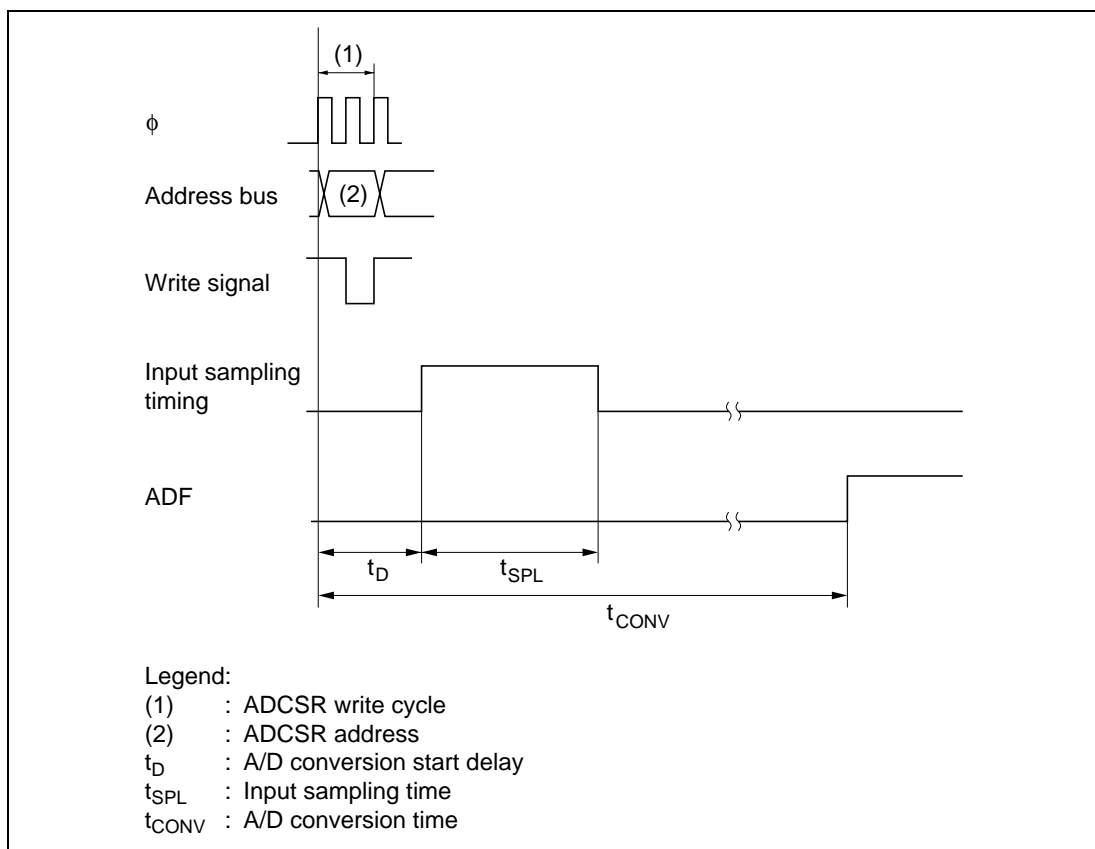 (1)
ϕ
Address bus
(2)
Write signal
Input sampling
timing
ADF
tD
tSPL
tCONV
Legend:
(1) : ADCSR write cycle
(2) : ADCSR address
tD : A/D conversion start delay
tSPL : Input sampling time
tCONV : A/D conversion time